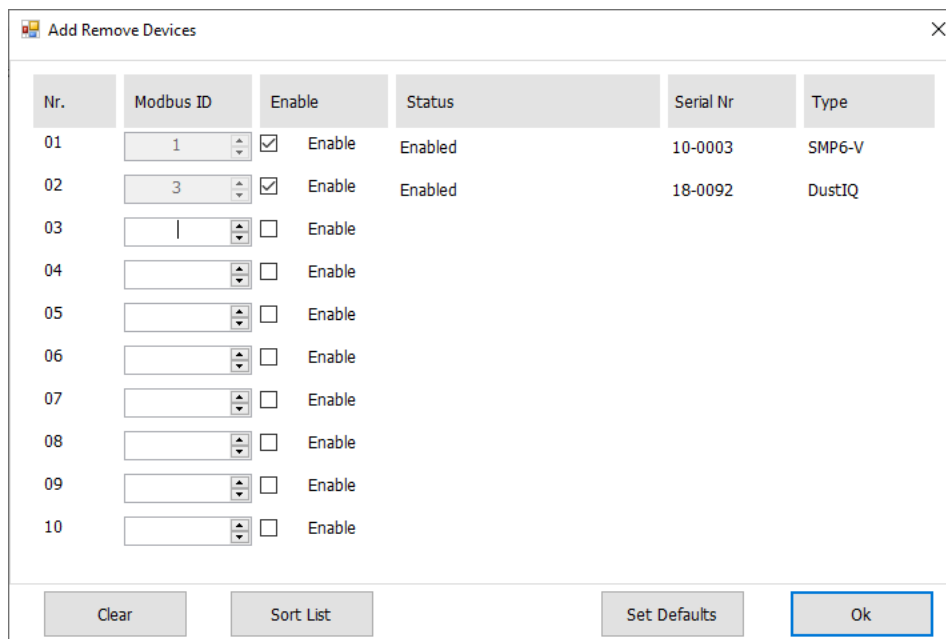 Add Remove Devices
Nr. Modbus ID Enable Status Serial Nr Type
01 1 Enable Enabled 10-0003 SMP6-V
02 3 Enable Enabled 18-0092 DustIQ
03 Enable
04 Enable
05 Enable
06 Enable
07 Enable
08 Enable
09 Enable
10 Enable
Clear Sort List Set Defaults Ok